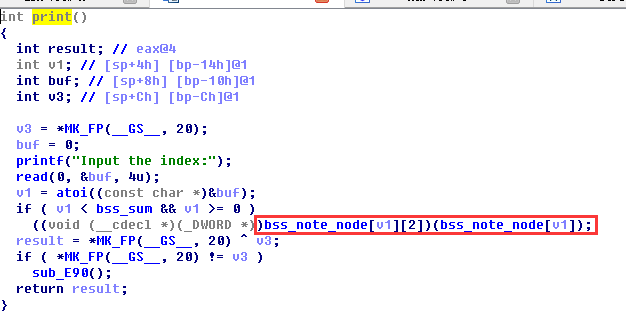 int print()
{
int result; // eax@4
int v1; // [sp+4h] [bp-14h]@1
int buf; // [sp+8h] [bp-10h]@1
int v3; // [sp+Ch] [bp-Ch]@1
v3 = *MK_FP(__GS__, 20);
buf = 0;
printf("Input the index:");
read(0, &buf, 4u);
v1 = atoi((const char *)&buf);
if ( v1 < bss_sum && v1 >= 0 )
((void (__cdecl *)(_DWORD *))bss_note_node[v1][2])(bss_note_node[v1]);
result = *MK_FP(__GS__, 20) ^ v3;
if ( *MK_FP(__GS__, 20) != v3 )
sub_E90();
return result;
}